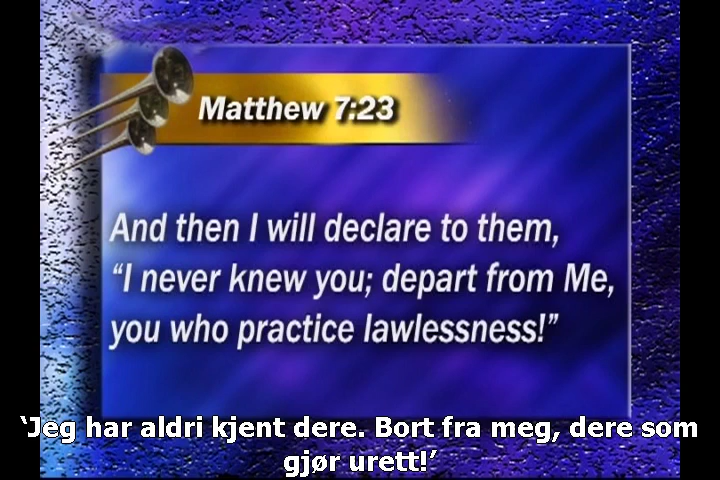 Matthew 7:23
And then I will declare to them,
“I never knew you; depart from Me,
you who practice lawlessness!”
‘Jeg har aldri kjent dere. Bort fra meg, dere som
gjør urett!’